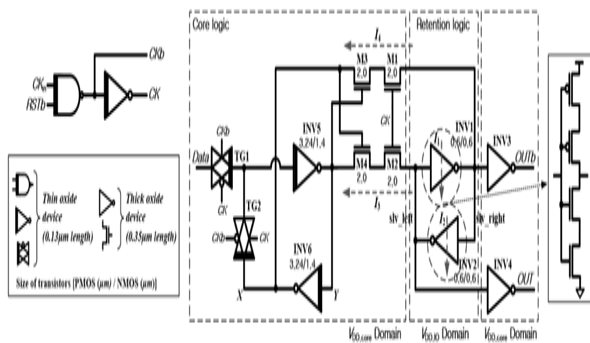 Core logic
Retention logic
CKb
CK
RSTb
CK
I4
M3
2,0
M1
2,0
CK
CKb
Data
TG1
CK
INV5
3,24/1,4
M4
2,0
M2
2,0
I1
INV1
0,6/0,6
INV3
OUTb
I3
TG2
CKb
CK
slv_left
I2
slv_right
INV2
0,6/0,6
INV4
OUT
INV6
3,24/1,4
X
Y
Thin oxide
device
(0.13µm length)
Thick oxide
device
(0.35µm length)
Size of transistors [PMOS (µm) / NMOS (µm)]
VDD,core Domain
VDD,IO Domain
VDD,core Domain